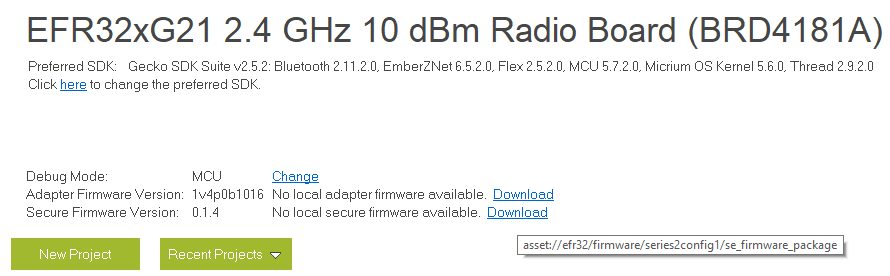 EFR32xG21 2.4 GHz 10 dBm Radio Board (BRD4181A)
Preferred SDK: Gecko SDK Suite v2.5.2: Bluetooth 2.11.2.0, EmberZNet 6.5.2.0, Flex 2.5.2.0, MCU 5.7.2.0, Micrium OS Kernel 5.6.0, Thread 2.9.2.0
Click here to change the preferred SDK.
Debug Mode: MCU Change
Adapter Firmware Version: 1v4p0b1016 No local adapter firmware available. Download
Secure Firmware Version: 0.1.4 No local secure firmware available. Download
New Project Recent Projects asset://efr32/firmware/series2config1/se_firmware_package